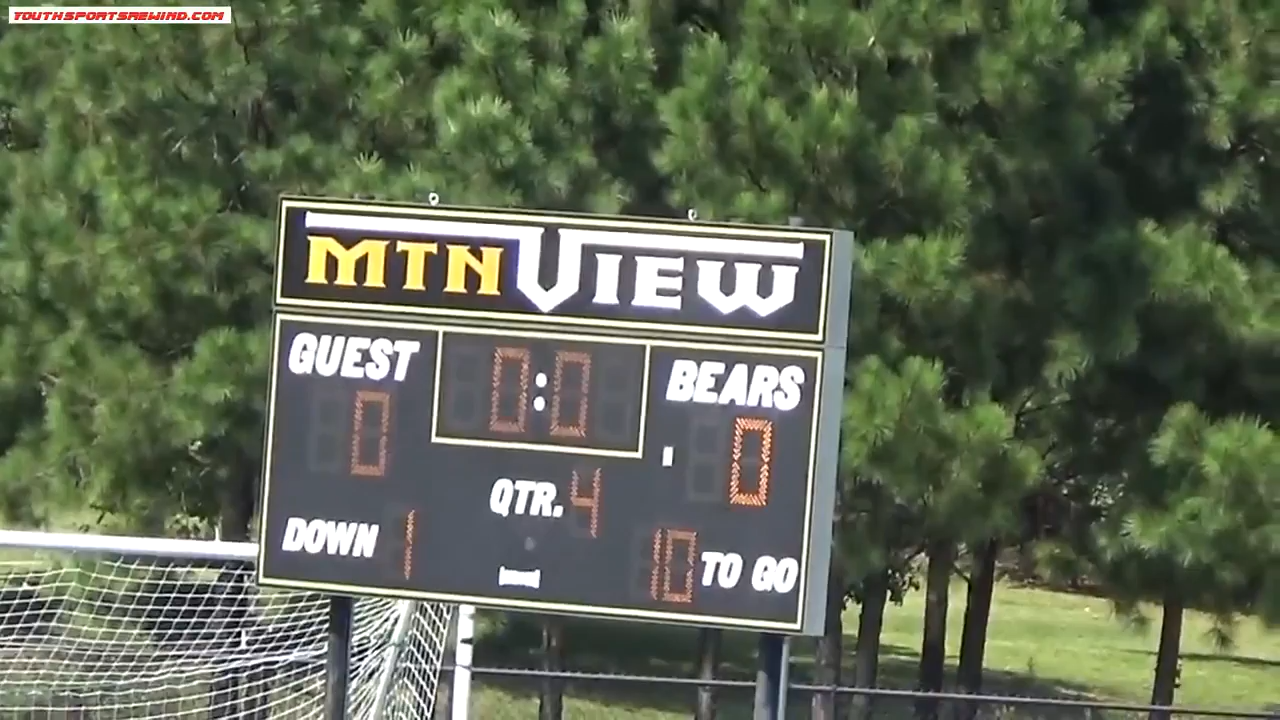 YOUTHSPORTSREWIND.COM
MTN VIEW
GUEST 0:0 BEARS
0 0
QTR. 4
DOWN 1 10 TO GO